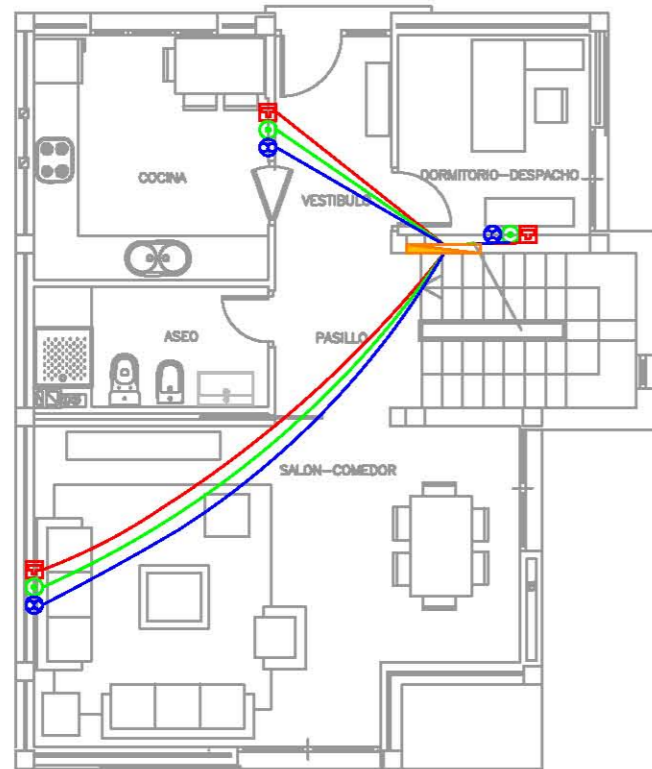 COCINA
DORMITORIO-DESPACHO
VESTIBULO
ASEO
PASILLO
SALON-COMEDOR